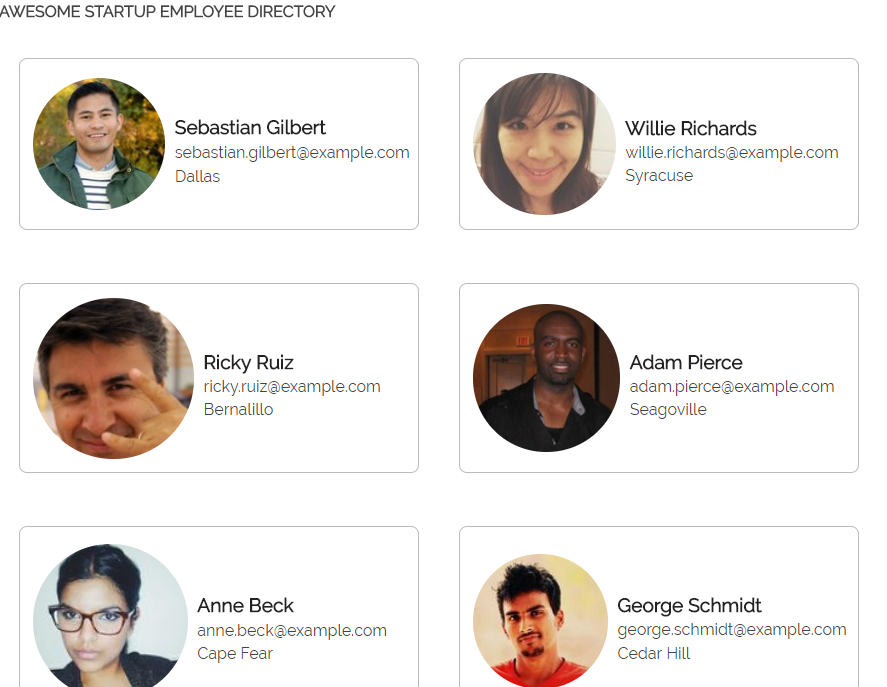 AWESOME STARTUP EMPLOYEE DIRECTORY
Sebastian Gilbert
sebastian.gilbert@example.com
Dallas
Willie Richards
willie.richards@example.com
Syracuse
Ricky Ruiz
ricky.ruiz@example.com
Bernalillo
Adam Pierce
adam.pierce@example.com
Seagoville
Anne Beck
anne.beck@example.com
Cape Fear
George Schmidt
george.schmidt@example.com
Cedar Hill